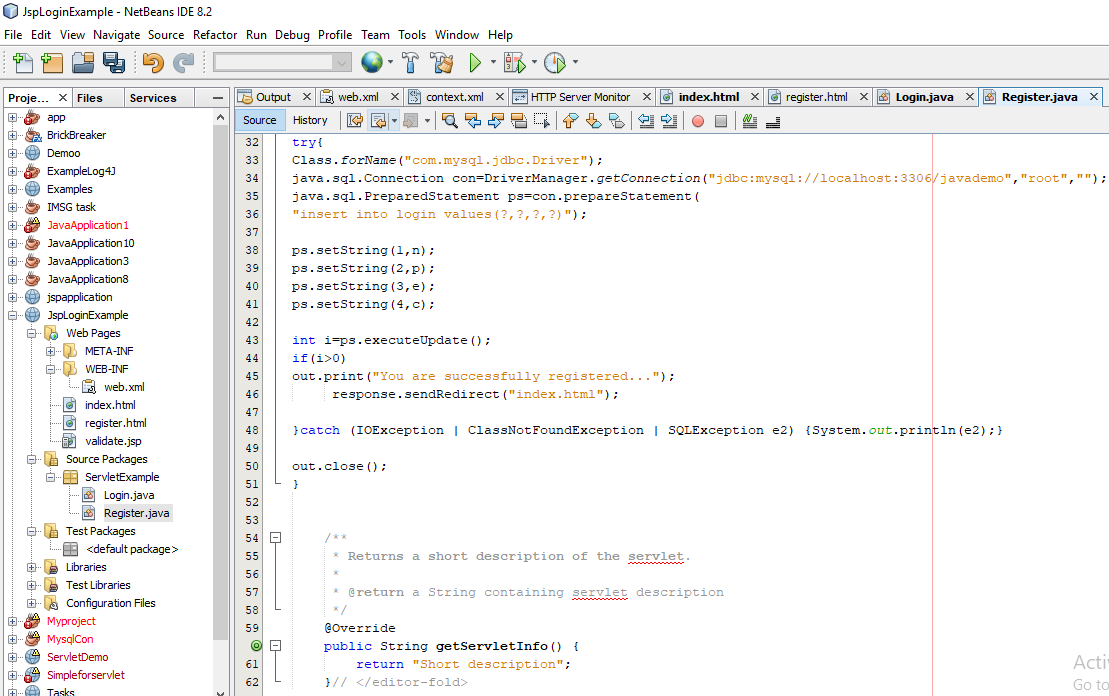 JspLoginExample - NetBeans IDE 8.2
File Edit View Navigate Source Refactor Run Debug Profile Team Tools Window Help
Proje... Files Services
app
BrickBreaker
Demoo
ExampleLog4J
Examples
IMSG task
JavaApplication1
JavaApplication10
JavaApplication3
JavaApplication8
jspapplication
JspLoginExample
Web Pages
META-INF
WEB-INF
web.xml
index.html
register.html
validate.jsp
Source Packages
ServletExample
Login.java
Register.java
Test Packages
<default package>
Libraries
Test Libraries
Configuration Files
Myproject
MysqlCon
ServletDemo
Simpleforservlet
Tasks
Output web.xml context.xml HTTP Server Monitor index.html register.html Login.java Register.java
Source History
32 try{
33 Class.forName("com.mysql.jdbc.Driver");
34 java.sql.Connection con=DriverManager.getConnection("jdbc:mysql://localhost:3306/javademo","root","");
35 java.sql.PreparedStatement ps=con.prepareStatement(
36 "insert into login values(?,?,?,?)");
37
38 ps.setString(1,n);
39 ps.setString(2,p);
40 ps.setString(3,e);
41 ps.setString(4,c);
42
43 int i=ps.executeUpdate();
44 if(i>0)
45 out.print("You are successfully registered...");
46 response.sendRedirect("index.html");
47
48 }catch (IOException | ClassNotFoundException | SQLException e2) {System.out.println(e2);}
49
50 out.close();
51 }
52
53
54 /**
55 * Returns a short description of the servlet.
56 *
57 * @return a String containing servlet description
58 */
59 @Override
public String getServletInfo() {
61 return "Short description";
62 }// </editor-fold>
Go to